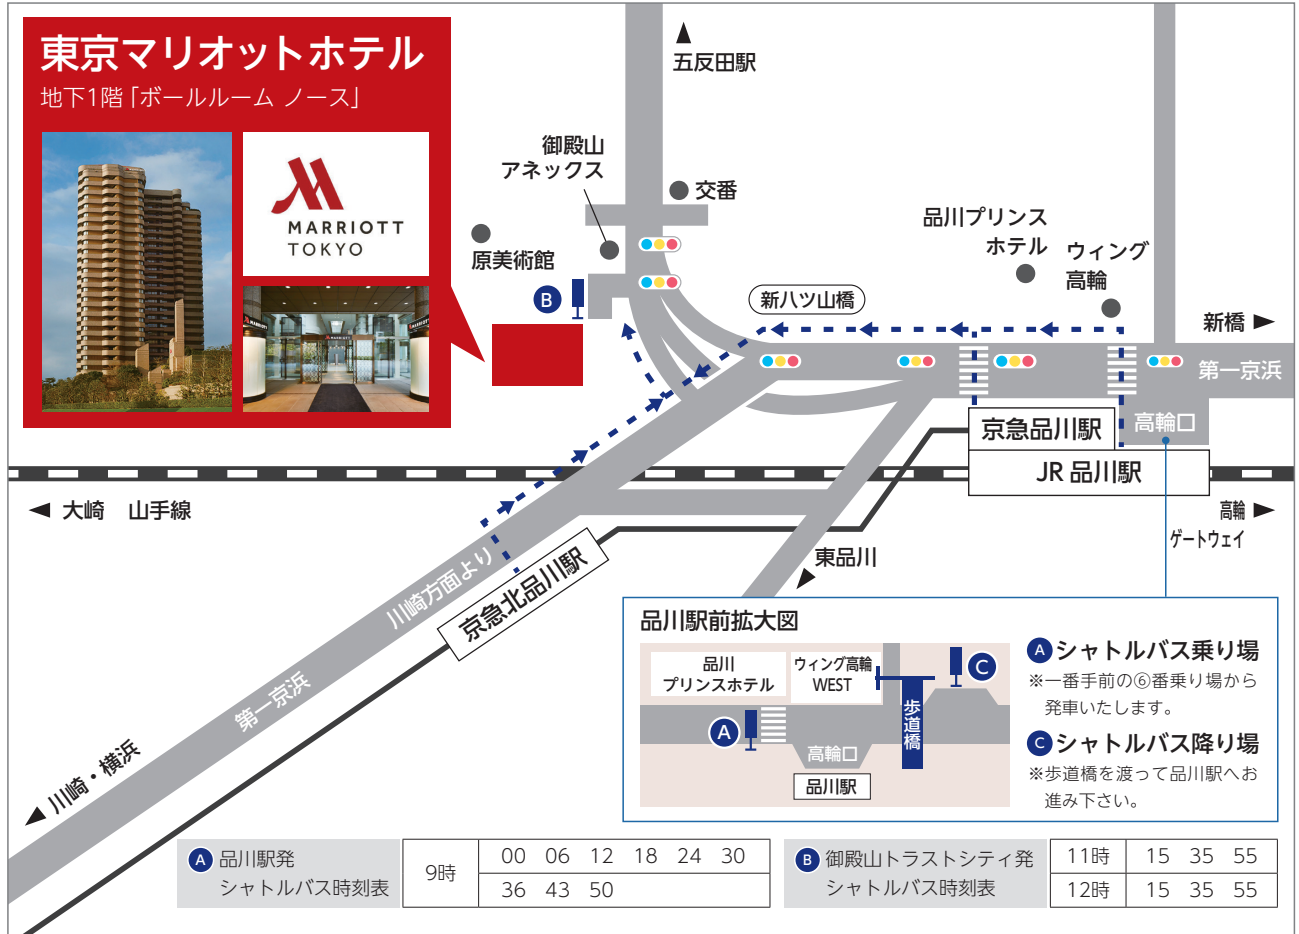 東京マリオットホテル
地下1階「ボールルーム ノース」
MARRIOTT
TOKYO
五反田駅
御殿山
アネックス
交番
原美術館
B
品川プリンス
ホテル
ウィング
高輪
新八ツ山橋
新橋
第一京浜
京急品川駅
高輪口
JR 品川駅
大崎 山手線
高輪
ゲートウェイ
東品川
川崎方面より
京急北品川駅
第一京浜
川崎・横浜
品川駅前拡大図
品川
プリンスホテル
ウィング高輪
WEST
C
A
歩道橋
高輪口
品川駅
A シャトルバス乗り場
※一番手前の⑥番乗り場から
発車いたします。
C シャトルバス降り場
※歩道橋を渡って品川駅へお
進み下さい。
A 品川駅発
シャトルバス時刻表
9時
00 06 12 18 24 30
36 43 50
B 御殿山トラストシティ発
シャトルバス時刻表
11時 15 35 55
12時 15 35 55